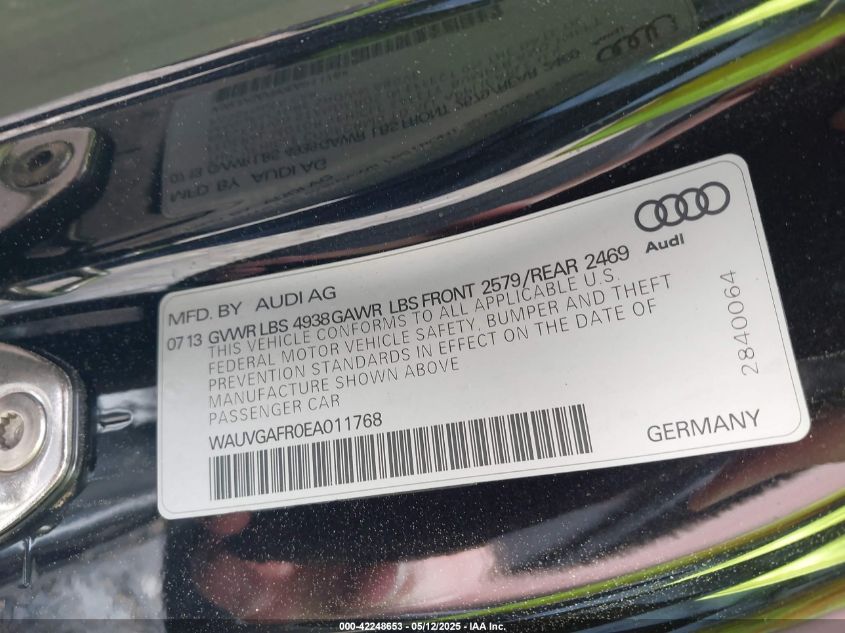 Audi
MFD. BY AUDI AG
07 13 GVWR LBS 4938 GAWR LBS FRONT 2579/REAR 2469
THIS VEHICLE CONFORMS TO ALL APPLICABLE U.S.
FEDERAL MOTOR VEHICLE SAFETY, BUMPER AND THEFT
PREVENTION STANDARDS IN EFFECT ON THE DATE OF
MANUFACTURE SHOWN ABOVE
PASSENGER CAR
WAUVGAFR0EA011768
GERMANY
2840064
000-42248653 - 05/12/2025 - IAA Inc.